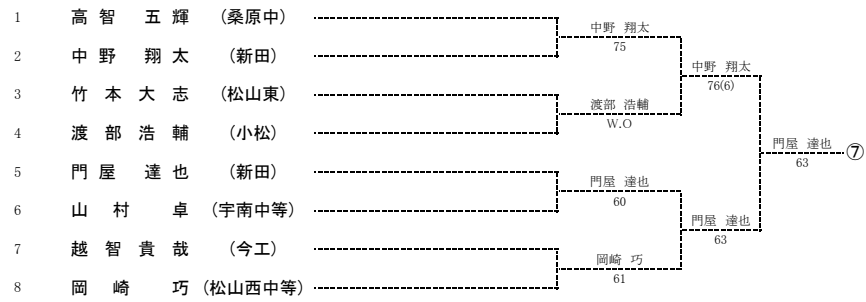 1 高 智 五 輝 (桑原中)
中野 翔太
75
2 中 野 翔 太 (新田)
中野 翔太
76(6)
3 竹 本 大 志 (松山東)
渡部 浩輔
W.O
4 渡 部 浩 輔 (小松)
門屋 達也
63
⑦
5 門 屋 達 也 (新田)
門屋 達也
60
6 山 村 卓 (宇南中等)
門屋 達也
63
7 越 智 貴 哉 (今工)
岡崎 巧
61
8 岡 崎 巧 (松山西中等)